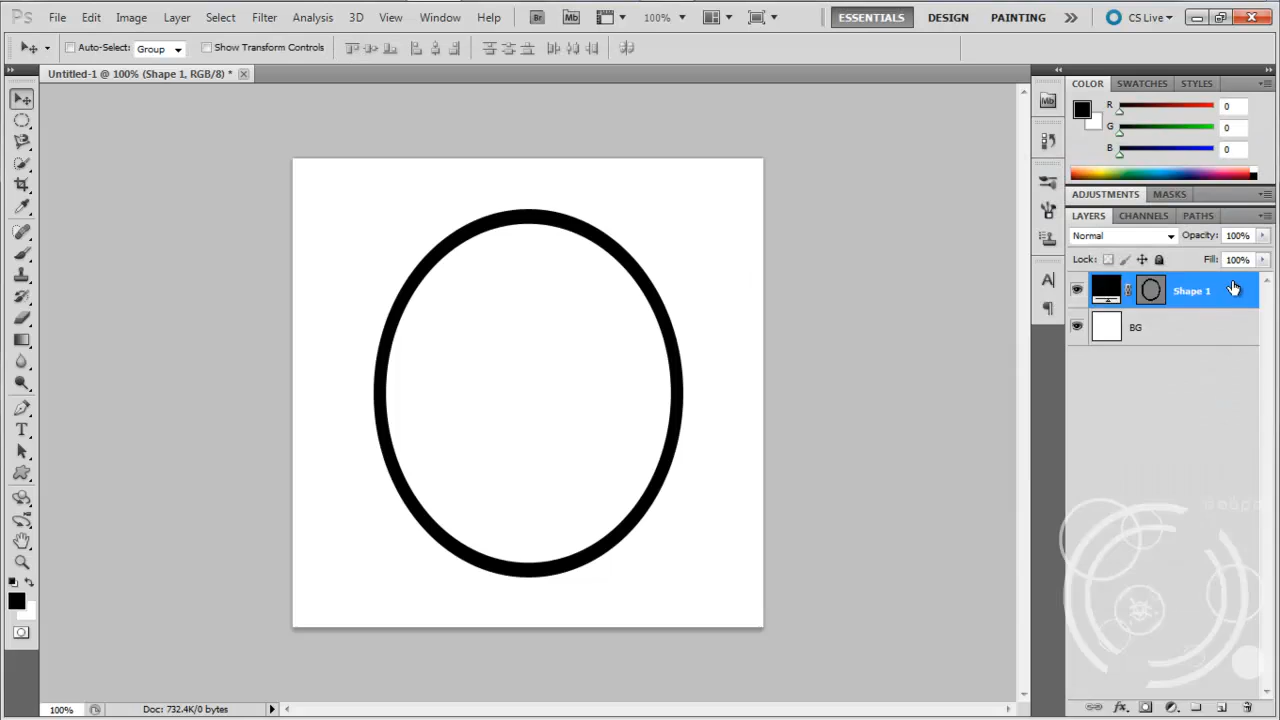 Ps File Edit Image Layer Select Filter Analysis 3D View Window Help Br Mb 100% ESSENTIALS DESIGN PAINTING CS Live
Auto-Select: Group Show Transform Controls
Untitled-1 @ 100% (Shape 1, RGB/8) *
COLOR SWATCHES STYLES
Mb
R 0
G 0
B 0
ADJUSTMENTS MASKS
LAYERS CHANNELS PATHS
Normal Opacity: 100%
Lock: Fill: 100%
Shape 1
BG
100% Doc: 732.4K/0 bytes